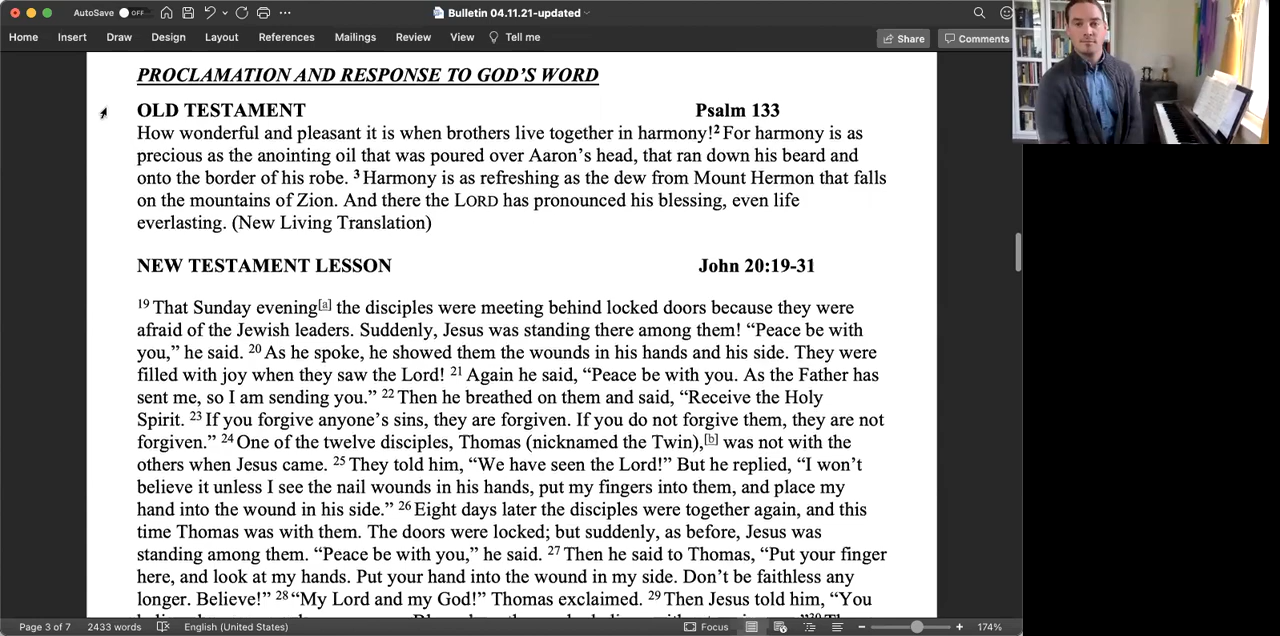 AutoSave OFF
Bulletin 04.11.21-updated
Home Insert Draw Design Layout References Mailings Review View Tell me Share Comments
PROCLAMATION AND RESPONSE TO GOD'S WORD
OLD TESTAMENT Psalm 133
How wonderful and pleasant it is when brothers live together in harmony!2 For harmony is as
precious as the anointing oil that was poured over Aaron's head, that ran down his beard and
onto the border of his robe. 3 Harmony is as refreshing as the dew from Mount Hermon that falls
on the mountains of Zion. And there the LORD has pronounced his blessing, even life
everlasting. (New Living Translation)
NEW TESTAMENT LESSON John 20:19-31
19 That Sunday evening[a] the disciples were meeting behind locked doors because they were
afraid of the Jewish leaders. Suddenly, Jesus was standing there among them! “Peace be with
you,” he said. 20 As he spoke, he showed them the wounds in his hands and his side. They were
filled with joy when they saw the Lord! 21 Again he said, “Peace be with you. As the Father has
sent me, so I am sending you.” 22 Then he breathed on them and said, “Receive the Holy
Spirit. 23 If you forgive anyone’s sins, they are forgiven. If you do not forgive them, they are not
forgiven.” 24 One of the twelve disciples, Thomas (nicknamed the Twin),[b] was not with the
others when Jesus came. 25 They told him, “We have seen the Lord!” But he replied, “I won’t
believe it unless I see the nail wounds in his hands, put my fingers into them, and place my
hand into the wound in his side.” 26 Eight days later the disciples were together again, and this
time Thomas was with them. The doors were locked; but suddenly, as before, Jesus was
standing among them. “Peace be with you,” he said. 27 Then he said to Thomas, “Put your finger
here, and look at my hands. Put your hand into the wound in my side. Don’t be faithless any
longer. Believe!” 28 “My Lord and my God!” Thomas exclaimed. 29 Then Jesus told him, “You
Page 3 of 7 2433 words English (United States) Focus 174%